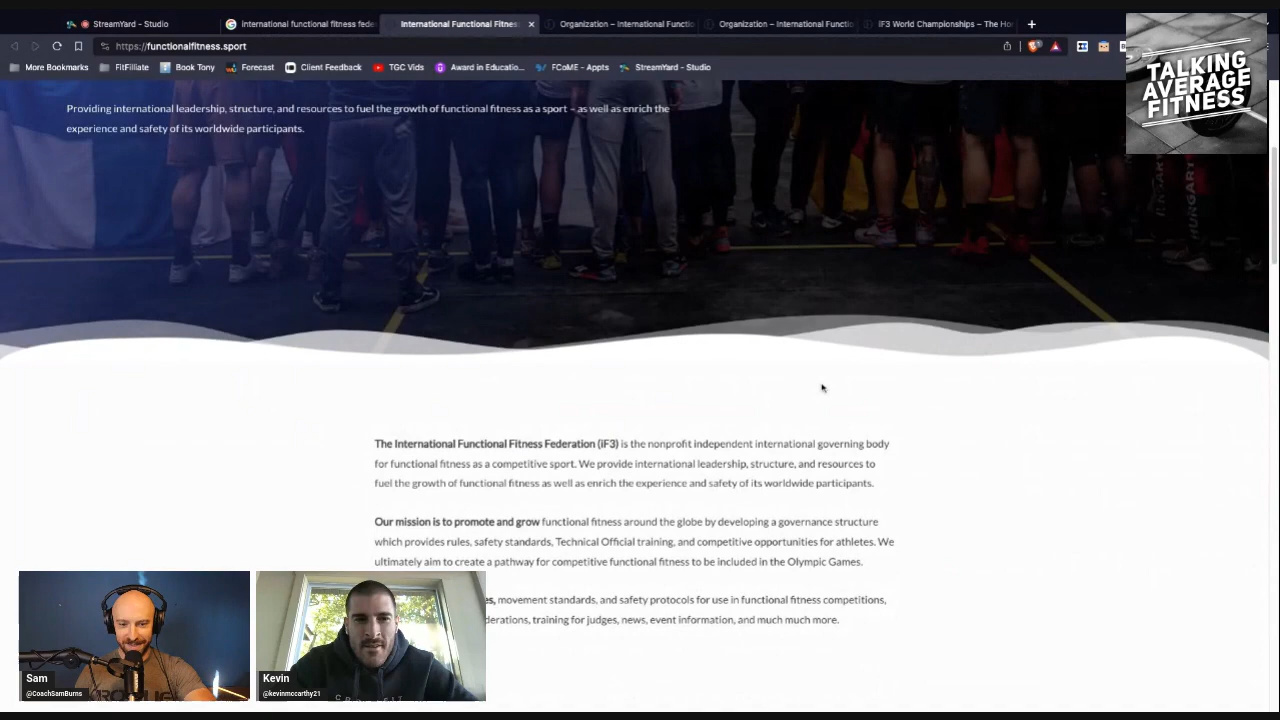 StreamYard - Studio
international functional fitness fede
International Functional Fitnes
Organization – International Functio
Organization – International Functio
iF3 World Championships – The Ho
https://functionalfitness.sport
More Bookmarks
FitFiliate
Book Tony
Forecast
Client Feedback
TGC Vids
Award in Educatio...
FCoME - Appts
StreamYard - Studio
TALKING
AVERAGE
FITNESS
Providing international leadership, structure, and resources to fuel the growth of functional fitness as a sport – as well as enrich the
experience and safety of its worldwide participants.
The International Functional Fitness Federation (iF3) is the nonprofit independent international governing body
for functional fitness as a competitive sport. We provide international leadership, structure, and resources to
fuel the growth of functional fitness as well as enrich the experience and safety of its worldwide participants.
Our mission is to promote and grow functional fitness around the globe by developing a governance structure
which provides rules, safety standards, Technical Official training, and competitive opportunities for athletes. We
ultimately aim to create a pathway for competitive functional fitness to be included in the Olympic Games.
es, movement standards, and safety protocols for use in functional fitness competitions,
derations, training for judges, news, event information, and much much more.
Sam
@CoachSamBurns
Kevin
@kevinmccarthy21